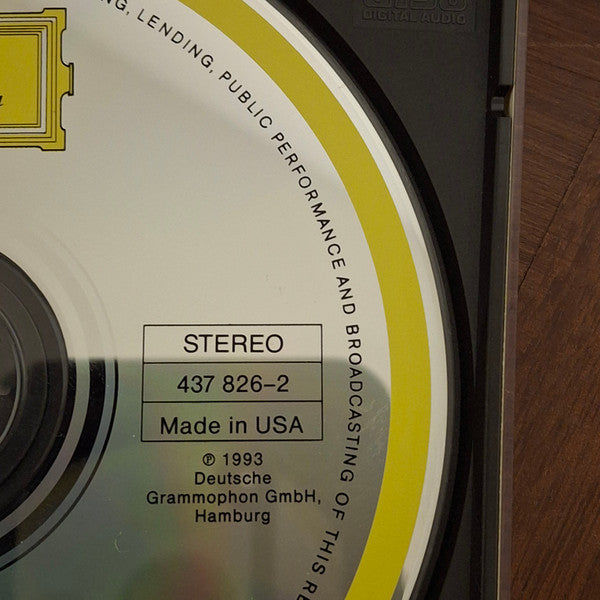 DIGITAL AUDIO
LENDING, PUBLIC PERFORMANCE AND BROADCASTING OF THIS
STEREO
437 826-2
Made in USA
℗ 1993
Deutsche
Grammophon GmbH,
Hamburg